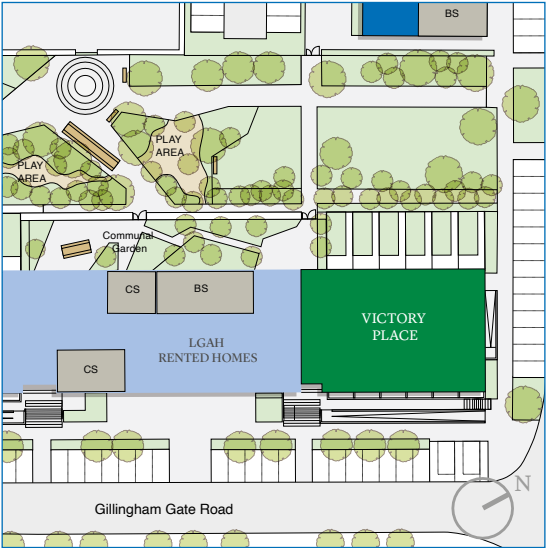 BS
PLAY
AREA
PLAY
AREA
Communal
Garden
CS
BS
VICTORY
PLACE
LGAH
RENTED HOMES
CS
N
Gillingham Gate Road